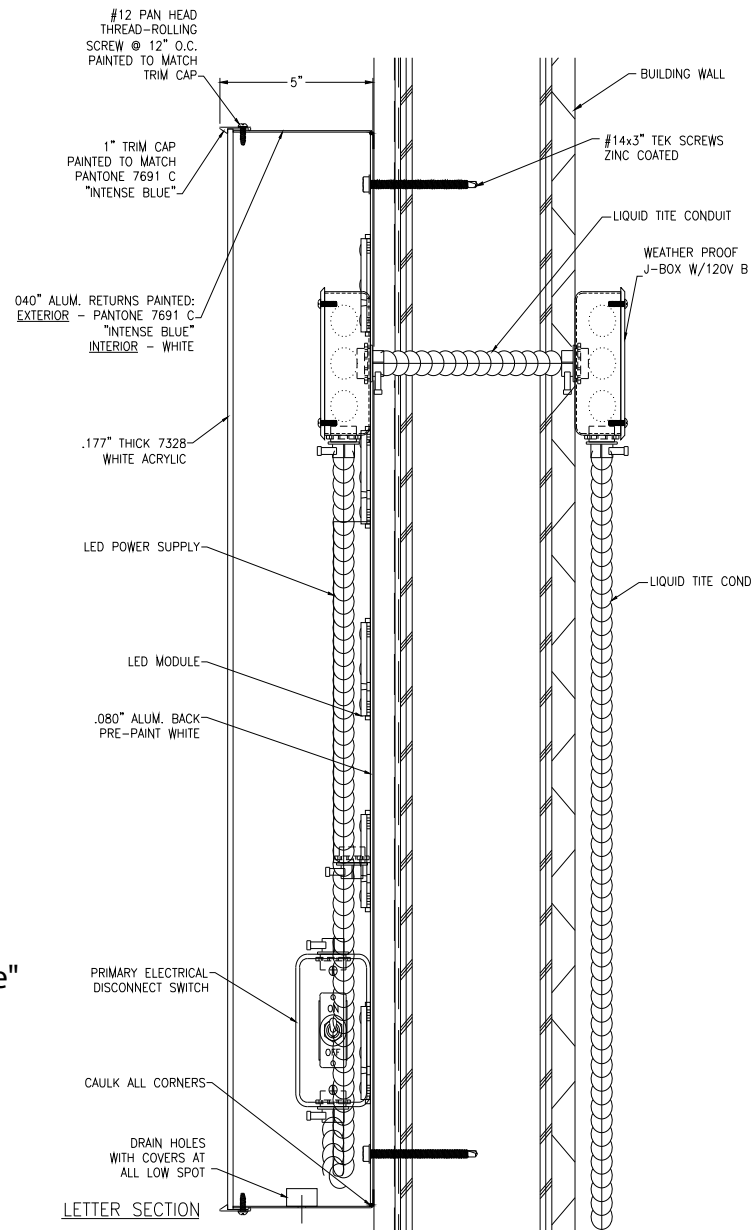 #12 PAN HEAD
THREAD-ROLLING
SCREW @ 12" O.C.
PAINTED TO MATCH
TRIM CAP
5"
BUILDING WALL
1" TRIM CAP
PAINTED TO MATCH
PANTONE 7691 C
"INTENSE BLUE"
#14x3" TEK SCREWS
ZINC COATED
LIQUID TITE CONDUIT
WEATHER PROOF
J-BOX W/120V B
040" ALUM. RETURNS PAINTED:
EXTERIOR - PANTONE 7691 C
"INTENSE BLUE"
INTERIOR - WHITE
.177" THICK 7328
WHITE ACRYLIC
LED POWER SUPPLY
LIQUID TITE COND
LED MODULE
.080" ALUM. BACK
PRE-PAINT WHITE
e"
PRIMARY ELECTRICAL
DISCONNECT SWITCH
ON
OFF
CAULK ALL CORNERS
DRAIN HOLES
WITH COVERS AT
ALL LOW SPOT
LETTER SECTION